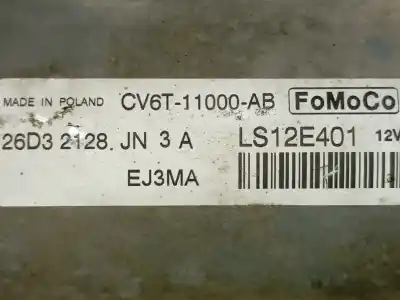 MADE IN POLAND CV6T-11000-AB FoMoCo
26D3 2128. JN 3 A LS12E401 12V
EJ3MA